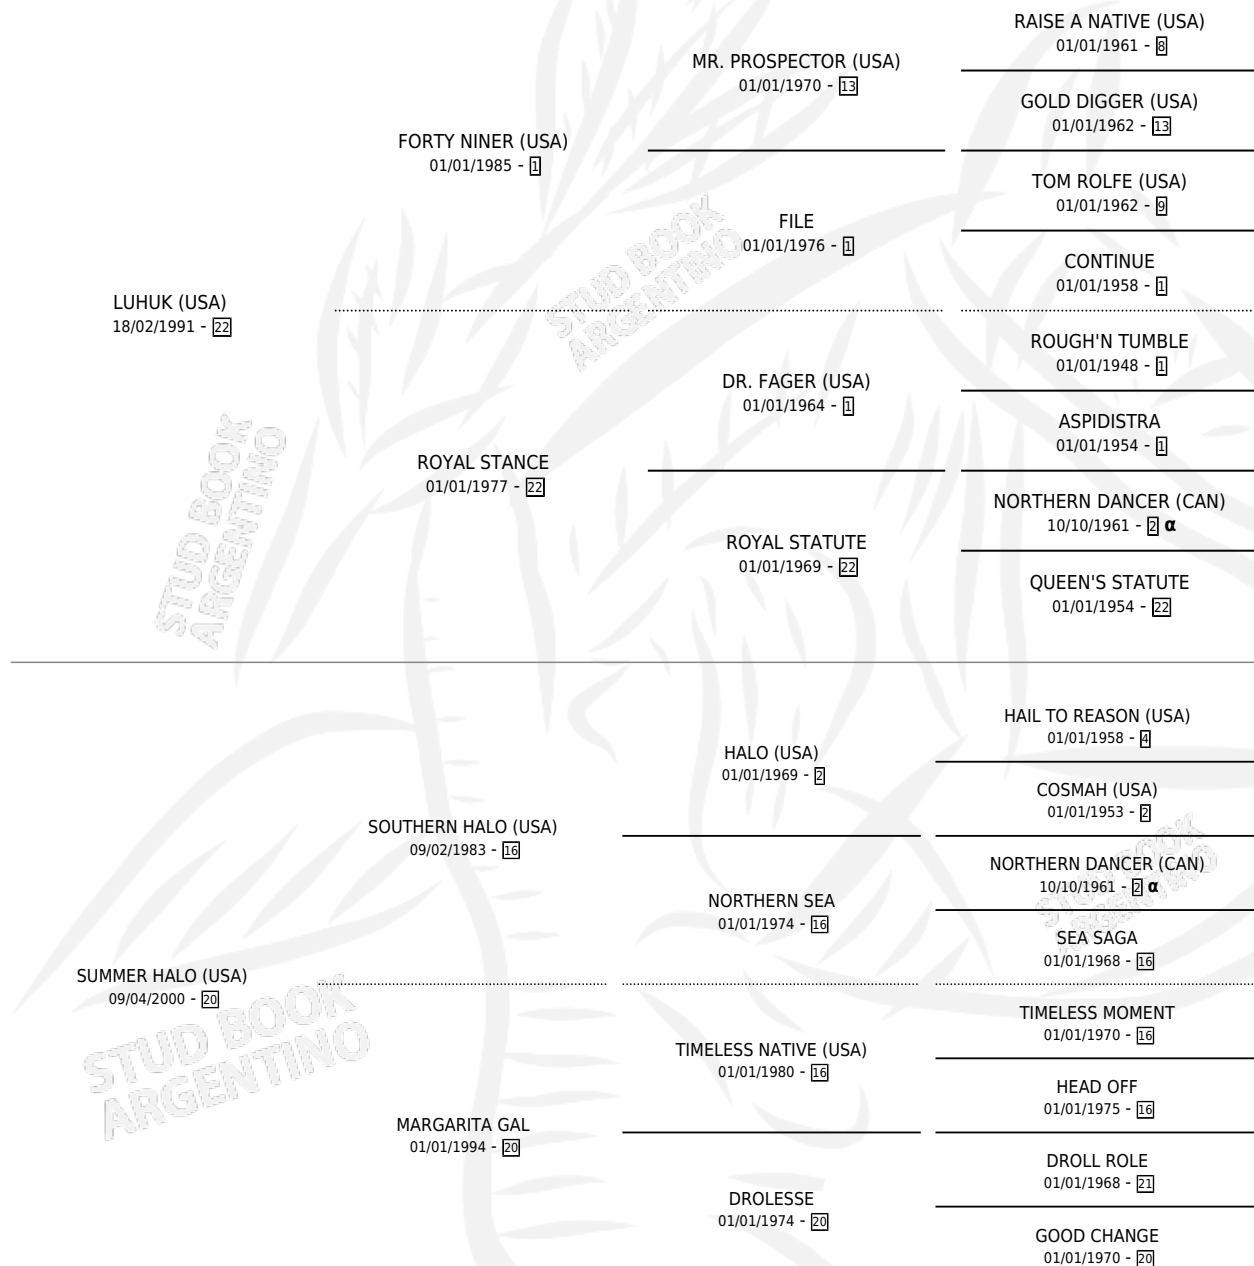 RAISE A NATIVE (USA)
01/01/1961 - 8
MR. PROSPECTOR (USA)
01/01/1970 - 13
GOLD DIGGER (USA)
01/01/1962 - 13
FORTY NINER (USA)
01/01/1985 - 1
TOM ROLFE (USA)
01/01/1962 - 9
FILE
01/01/1976 - 1
CONTINUE
01/01/1958 - 1
LUHUK (USA)
18/02/1991 - 22
ROUGH'N TUMBLE
01/01/1948 - 1
DR. FAGER (USA)
01/01/1964 - 1
ASPIDISTRA
01/01/1954 - 1
ROYAL STANCE
01/01/1977 - 22
NORTHERN DANCER (CAN)
10/10/1961 - 2 α
ROYAL STATUTE
01/01/1969 - 22
QUEEN'S STATUTE
01/01/1954 - 22
HAIL TO REASON (USA)
01/01/1958 - 4
HALO (USA)
01/01/1969 - 2
COSMAH (USA)
01/01/1953 - 2
SOUTHERN HALO (USA)
09/02/1983 - 16
NORTHERN DANCER (CAN)
10/10/1961 - 2 α
NORTHERN SEA
01/01/1974 - 16
SEA SAGA
01/01/1968 - 16
SUMMER HALO (USA)
09/04/2000 - 20
TIMELESS MOMENT
01/01/1970 - 16
TIMELESS NATIVE (USA)
01/01/1980 - 16
HEAD OFF
01/01/1975 - 16
MARGARITA GAL
01/01/1994 - 20
DROLL ROLE
01/01/1968 - 21
DROLESSE
01/01/1974 - 20
GOOD CHANGE
01/01/1970 - 20
STUD BOOK
ARGENTINO
STUD BOOK
ARGENTINO
STUD BOOK
ARGENTINO
STUD BOOK
ARGENTINO